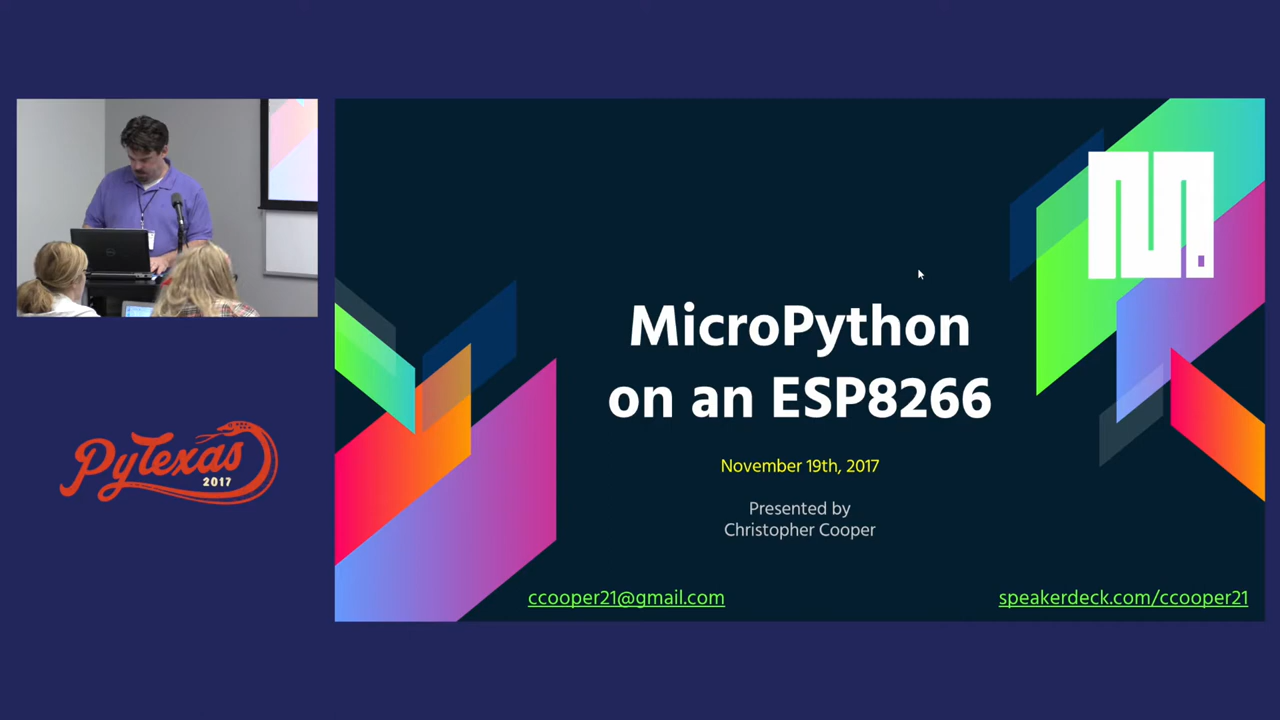 MicroPython
on an ESP8266
November 19th, 2017
Presented by
Christopher Cooper
ccooper21@gmail.com
speakerdeck.com/ccooper21
PyTexas
2017